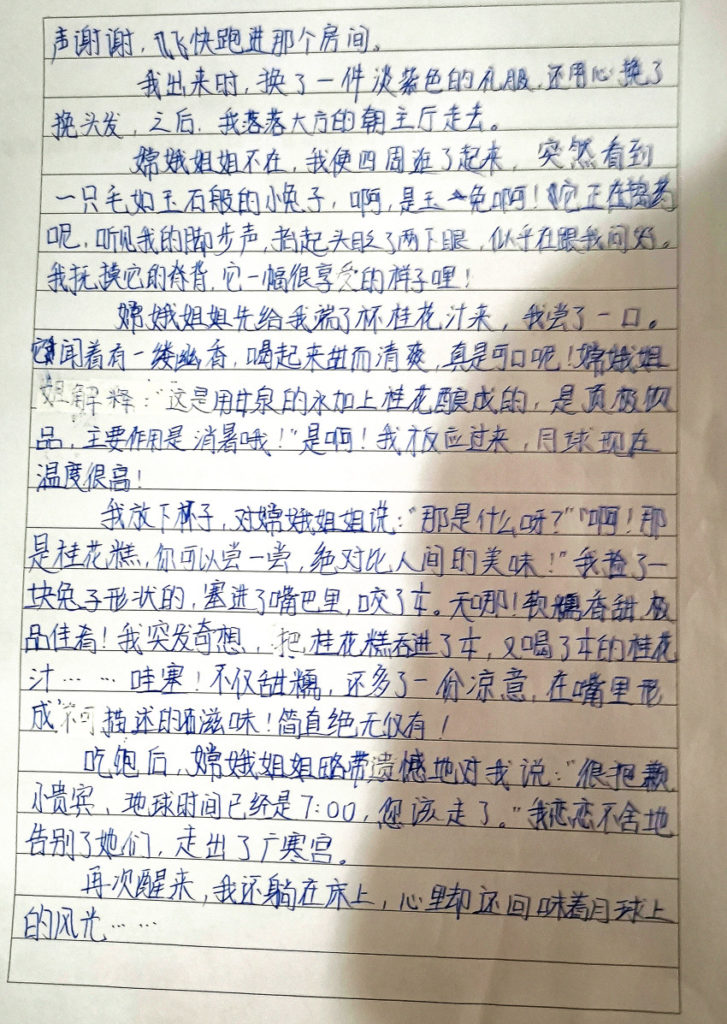 声谢谢，飞飞快跑进那个房间。
我出来时，换了一件淡紫色的礼服，还用心挽了
挽头发，之后，我落落大方的朝主厅走去。
嫦娥姐姐不在，我便四周逛了起来，突然看到
一只毛如玉石般的小兔子，啊，是玉兔啊！它正在捣药
呢，听见我的脚步声，抬起头眨了两下眼，似乎在跟我问好。
我抚摸它的脊背，它一幅很享受的样子哩！
嫦娥姐姐先给我端了杯桂花汁来，我尝了一口。
闻着有一缕幽香，喝起来甜而清爽，真是可口呢！嫦娥姐
姐解释：“这是用甘泉的水加上桂花酿成的，是顶极饮
品，主要作用是消暑哦！”是啊！我板应过来，月球现在
温度很高！
我放下杯子，对嫦娥姐姐说：“那是什么呀？”“啊！那
是桂花糕，你可以尝一尝，绝对比人间的美味！”我捡了一
块兔子形状的，塞进了嘴巴里，咬了本。天哪！软糯香甜，极
品佳肴！我突发奇想，把桂花糕吞进了本，又喝了本的桂花
汁……哇塞！不仅甜糯，还多了一份凉意，在嘴里形
成不可描述的滋味！简直绝无仅有！
吃饱后，嫦娥姐姐略带遗憾地对我说：“很抱歉
小贵宾，地球时间已经是7:00，您该走了。”我恋恋不舍地
告别了她们，走出了广寒宫。
再次醒来，我还躺在床上，心里却还回味着月球上
的风光……